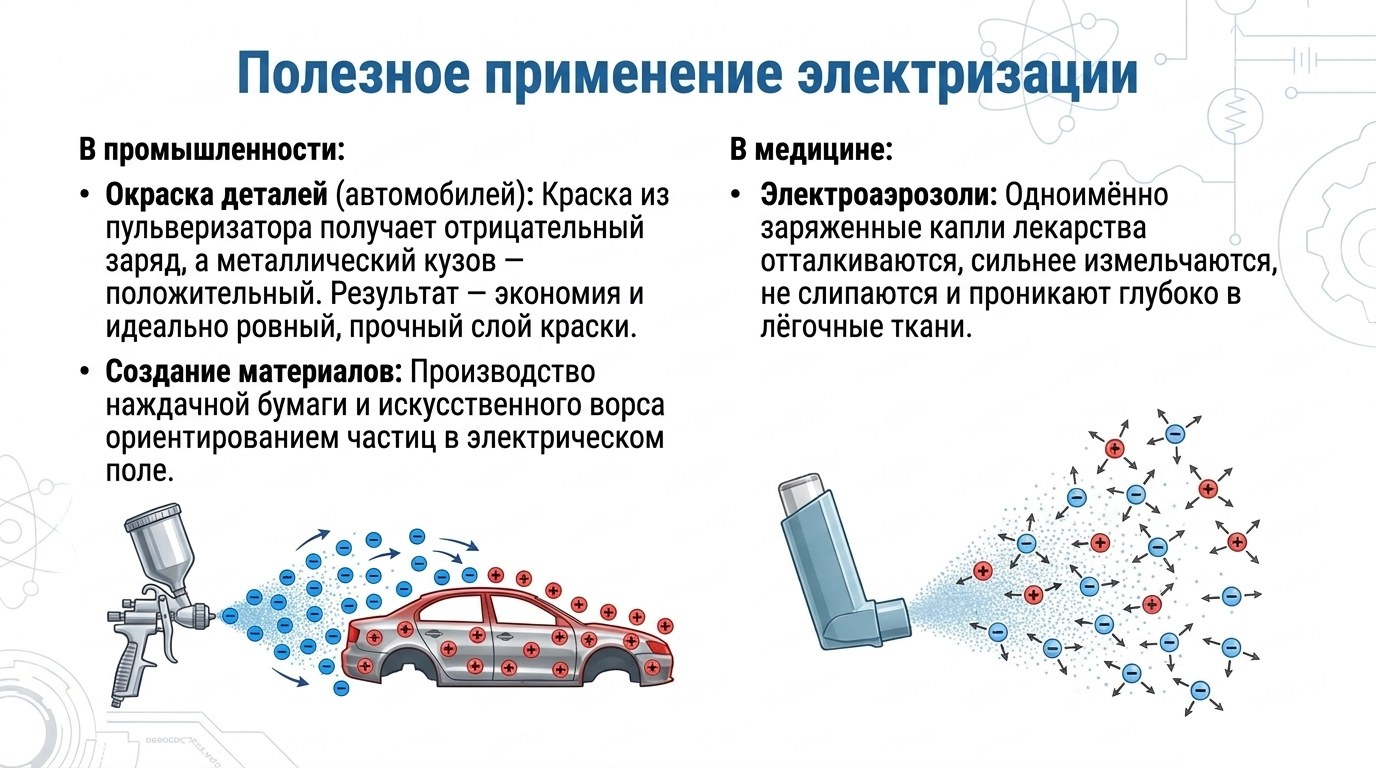 Полезное применение электризации
В промышленности:
• Окраска деталей (автомобилей): Краска из
пульверизатора получает отрицательный
заряд, а металлический кузов —
положительный. Результат — экономия и
идеально ровный, прочный слой краски.
• Создание материалов: Производство
наждачной бумаги и искусственного ворса
ориентированием частиц в электрическом
поле.
В медицине:
• Электроаэрозоли: Одноимённо
заряженные капли лекарства
отталкиваются, сильнее измельчаются,
не слипаются и проникают глубоко в
лёгочные ткани.